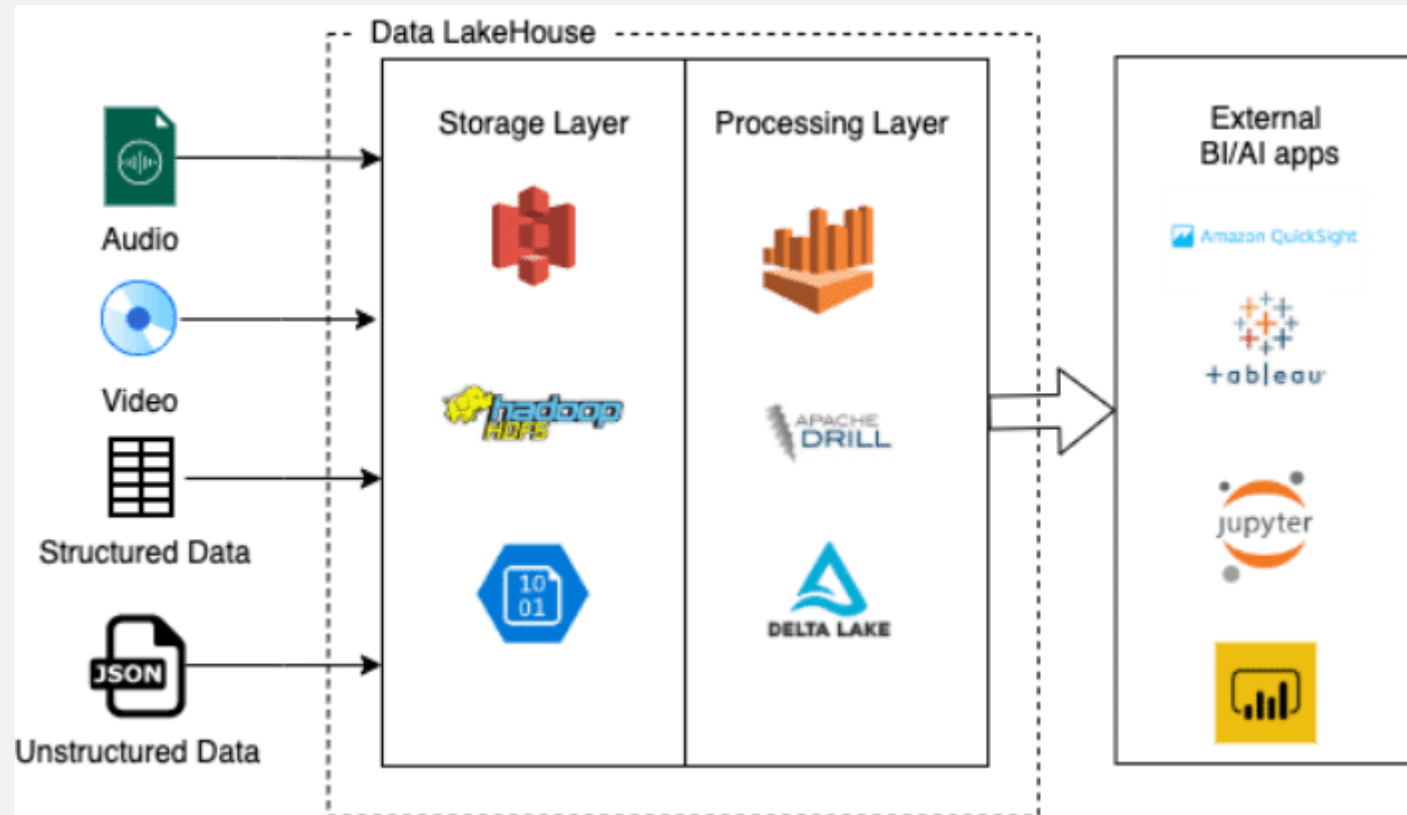 Data LakeHouse
Audio
Video
Structured Data
JSON
Unstructured Data
Storage Layer
hadoop
HDFS
10
01
Processing Layer
APACHE
DRILL
DELTA LAKE
External
BI/AI apps
Amazon QuickSight
+ableau
jupyter